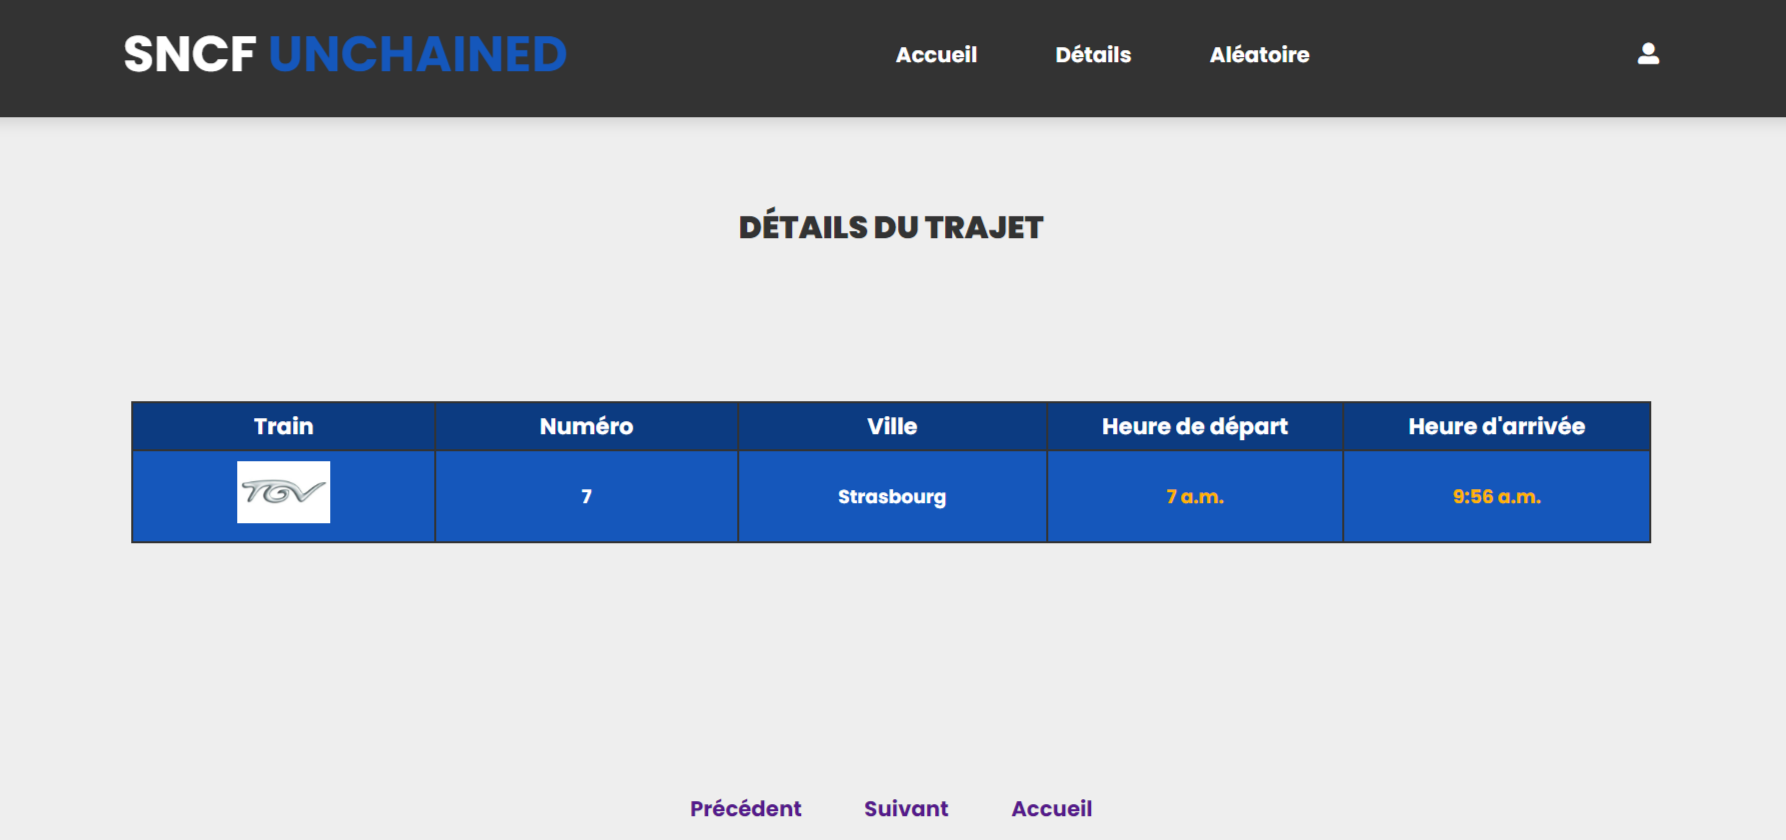 SNCF UNCHAINED
Accueil Détails Aléatoire
DÉTAILS DU TRAJET
Train Numéro Ville Heure de départ Heure d'arrivée
TGV 7 Strasbourg 7 a.m. 9:56 a.m.
Précédent Suivant Accueil